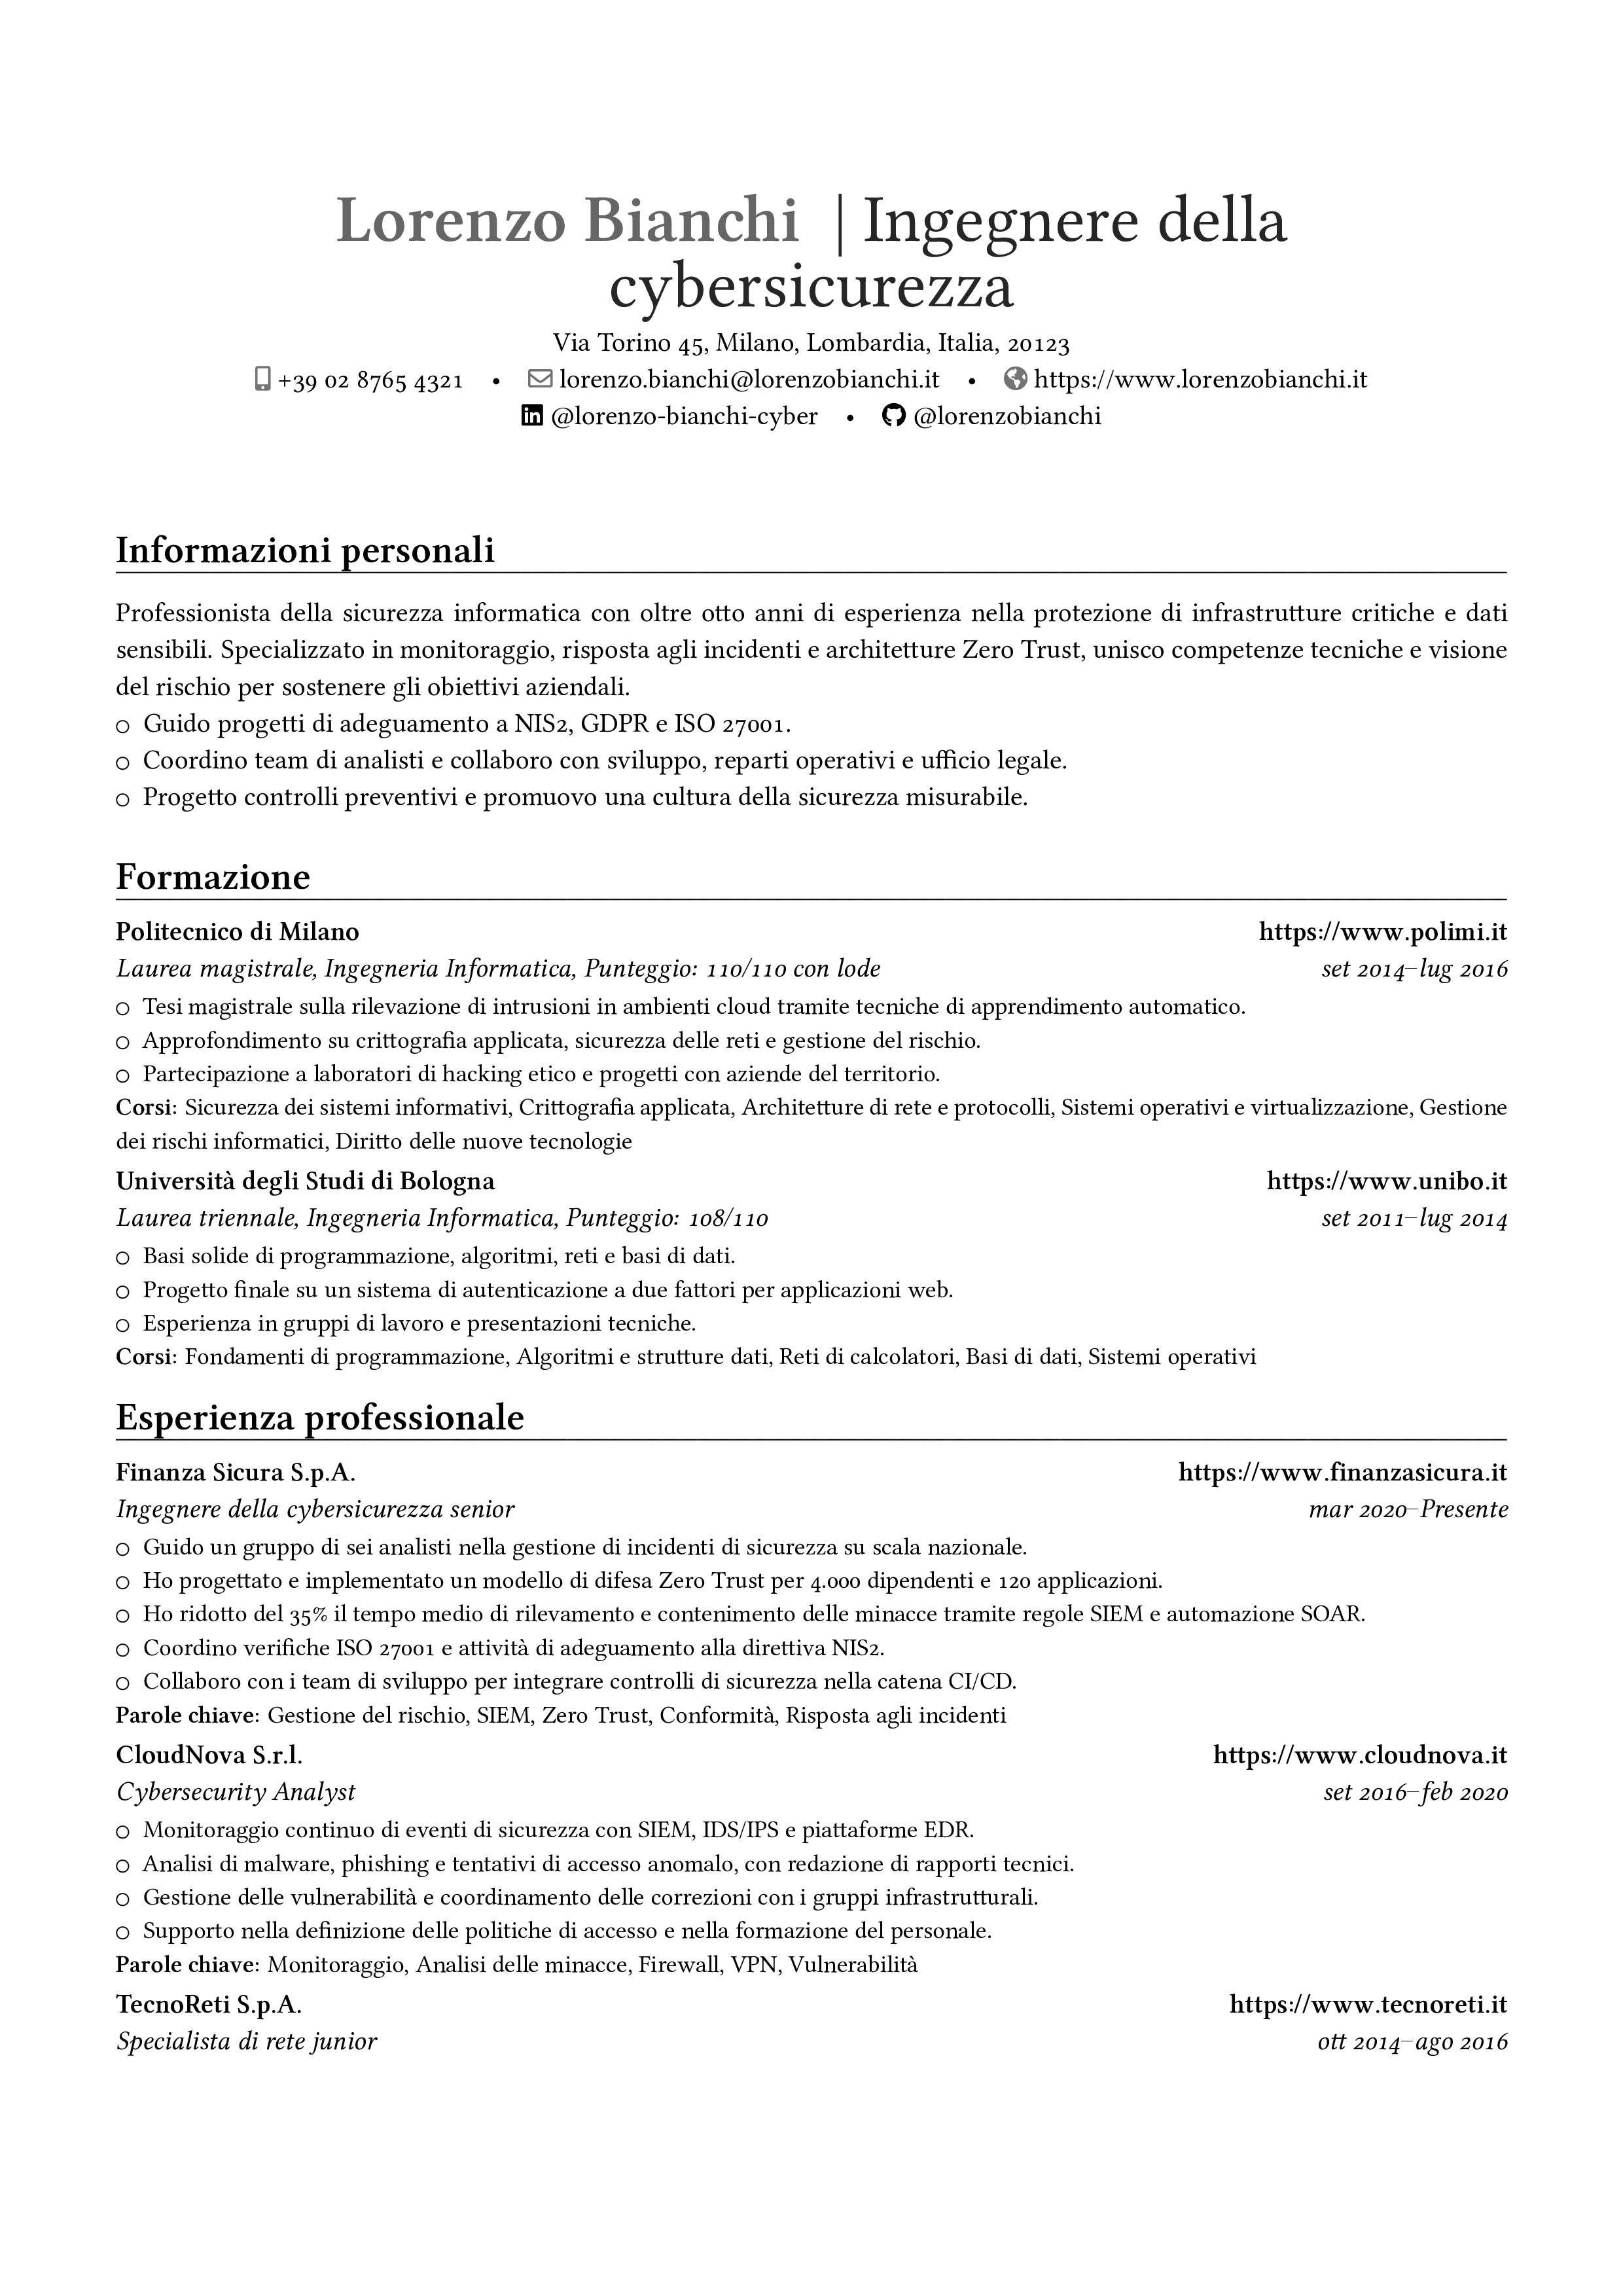 Lorenzo Bianchi | Ingegnere della
cybersicurezza
Via Torino 45, Milano, Lombardia, Italia, 20123
+39 02 8765 4321 • lorenzo.bianchi@lorenzobianchi.it • https://www.lorenzobianchi.it
@lorenzo-bianchi-cyber • @lorenzobianchi
Informazioni personali
Professionista della sicurezza informatica con oltre otto anni di esperienza nella protezione di infrastrutture critiche e dati
sensibili. Specializzato in monitoraggio, risposta agli incidenti e architetture Zero Trust, unisco competenze tecniche e visione
del rischio per sostenere gli obiettivi aziendali.
○ Guido progetti di adeguamento a NIS2, GDPR e ISO 27001.
○ Coordino team di analisti e collaboro con sviluppo, reparti operativi e ufficio legale.
○ Progetto controlli preventivi e promuovo una cultura della sicurezza misurabile.
Formazione
Politecnico di Milano https://www.polimi.it
Laurea magistrale, Ingegneria Informatica, Punteggio: 110/110 con lode set 2014–lug 2016
○ Tesi magistrale sulla rilevazione di intrusioni in ambienti cloud tramite tecniche di apprendimento automatico.
○ Approfondimento su crittografia applicata, sicurezza delle reti e gestione del rischio.
○ Partecipazione a laboratori di hacking etico e progetti con aziende del territorio.
Corsi: Sicurezza dei sistemi informativi, Crittografia applicata, Architetture di rete e protocolli, Sistemi operativi e virtualizzazione, Gestione
dei rischi informatici, Diritto delle nuove tecnologie
Università degli Studi di Bologna https://www.unibo.it
Laurea triennale, Ingegneria Informatica, Punteggio: 108/110 set 2011–lug 2014
○ Basi solide di programmazione, algoritmi, reti e basi di dati.
○ Progetto finale su un sistema di autenticazione a due fattori per applicazioni web.
○ Esperienza in gruppi di lavoro e presentazioni tecniche.
Corsi: Fondamenti di programmazione, Algoritmi e strutture dati, Reti di calcolatori, Basi di dati, Sistemi operativi
Esperienza professionale
Finanza Sicura S.p.A. https://www.finanzasicura.it
Ingegnere della cybersicurezza senior mar 2020–Presente
○ Guido un gruppo di sei analisti nella gestione di incidenti di sicurezza su scala nazionale.
○ Ho progettato e implementato un modello di difesa Zero Trust per 4.000 dipendenti e 120 applicazioni.
○ Ho ridotto del 35% il tempo medio di rilevamento e contenimento delle minacce tramite regole SIEM e automazione SOAR.
○ Coordino verifiche ISO 27001 e attività di adeguamento alla direttiva NIS2.
○ Collaboro con i team di sviluppo per integrare controlli di sicurezza nella catena CI/CD.
Parole chiave: Gestione del rischio, SIEM, Zero Trust, Conformità, Risposta agli incidenti
CloudNova S.r.l. https://www.cloudnova.it
Cybersecurity Analyst set 2016–feb 2020
○ Monitoraggio continuo di eventi di sicurezza con SIEM, IDS/IPS e piattaforme EDR.
○ Analisi di malware, phishing e tentativi di accesso anomalo, con redazione di rapporti tecnici.
○ Gestione delle vulnerabilità e coordinamento delle correzioni con i gruppi infrastrutturali.
○ Supporto nella definizione delle politiche di accesso e nella formazione del personale.
Parole chiave: Monitoraggio, Analisi delle minacce, Firewall, VPN, Vulnerabilità
TecnoReti S.p.A. https://www.tecnoreti.it
Specialista di rete junior ott 2014–ago 2016